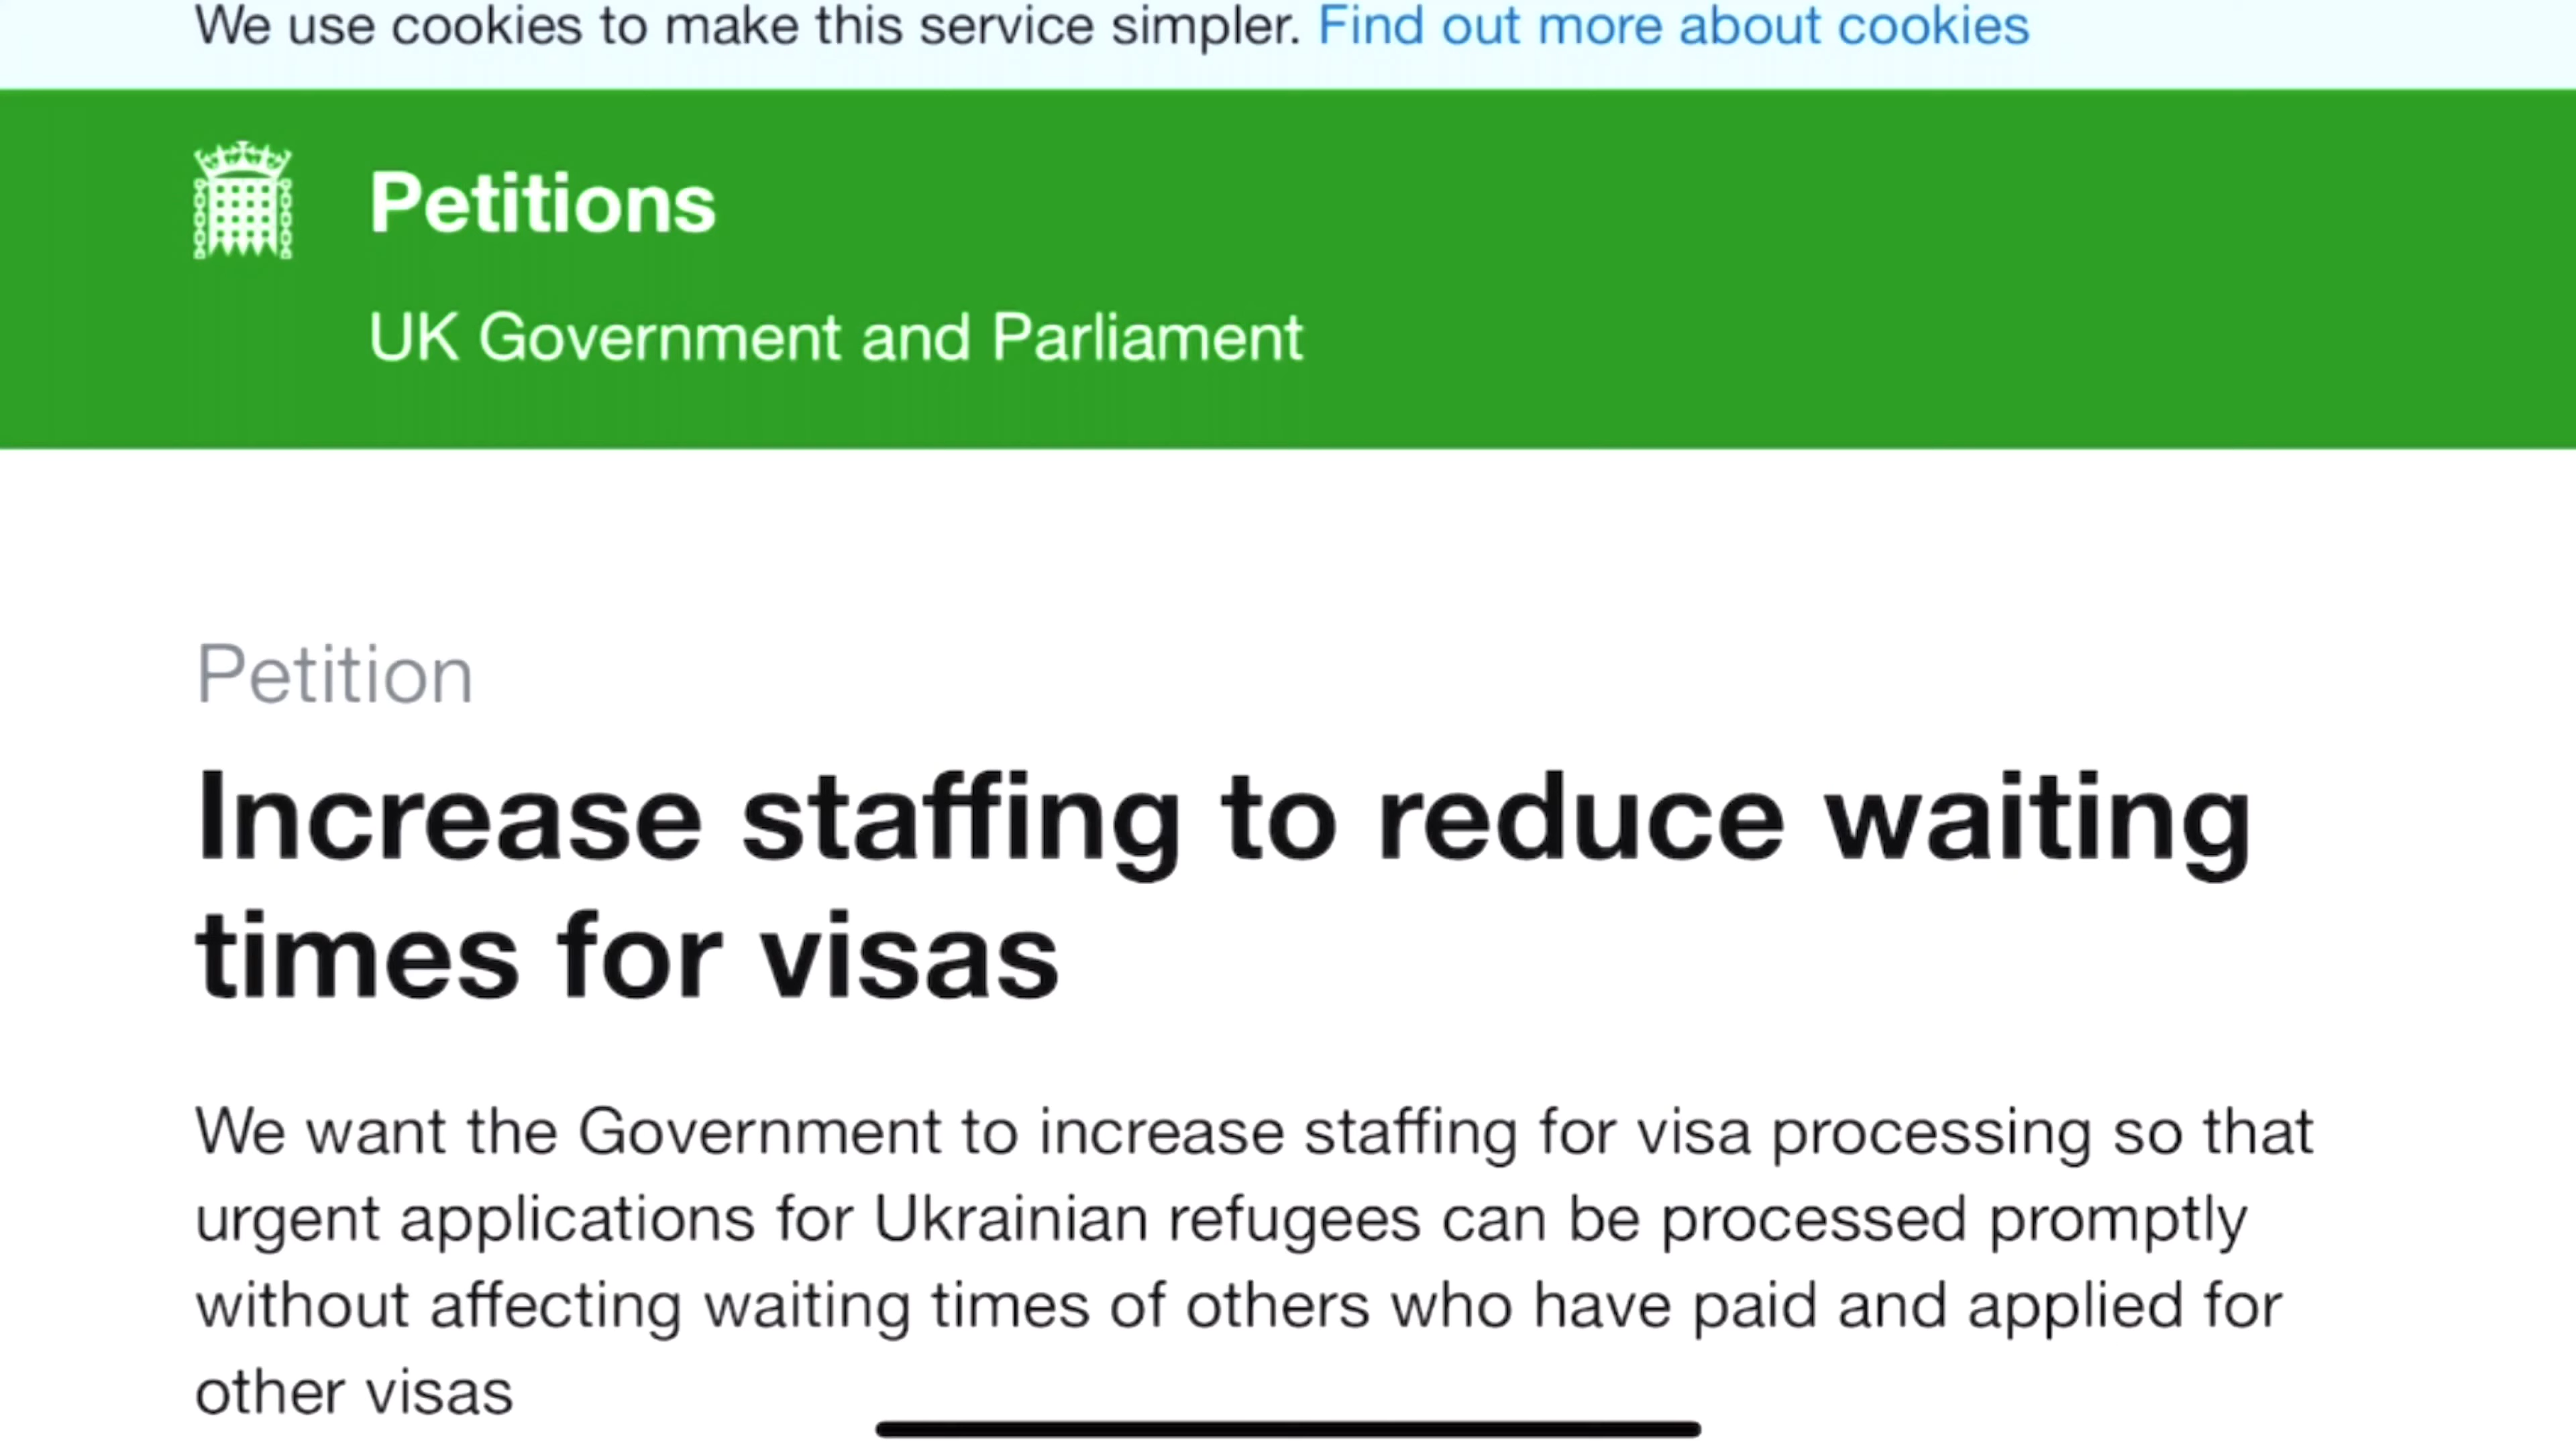 We use cookies to make this service simpler. Find out more about cookies
Petitions
UK Government and Parliament
Petition
Increase staffing to reduce waiting
times for visas
We want the Government to increase staffing for visa processing so that
urgent applications for Ukrainian refugees can be processed promptly
without affecting waiting times of others who have paid and applied for
other visas